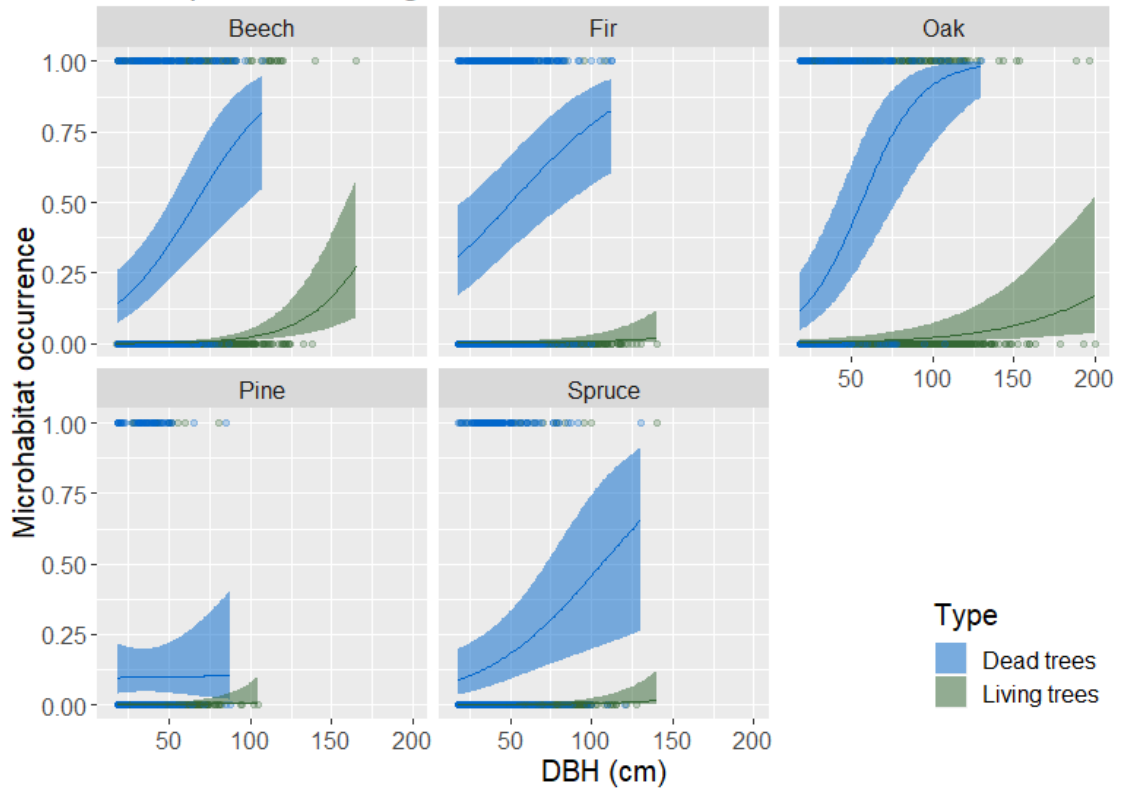 Beech Fir Oak
1.00
0.75
0.50
0.25
0.00
50 100 150 200
Pine Spruce
1.00
0.75
0.50
0.25
0.00
50 100 150 200 50 100 150 200
Microhabitat occurrence
DBH (cm)
Type
Dead trees
Living trees